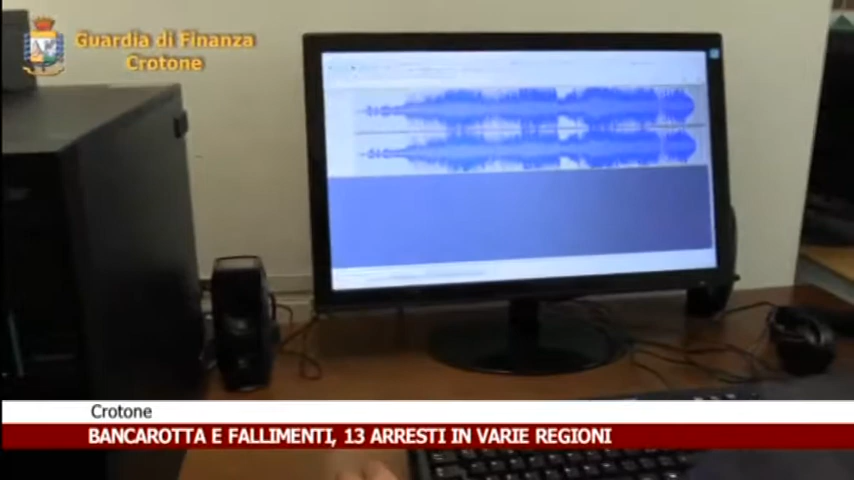 Guardia di Finanza
Crotone
Crotone
BANCAROTTA E FALLIMENTI, 13 ARRESTI IN VARIE REGIONI